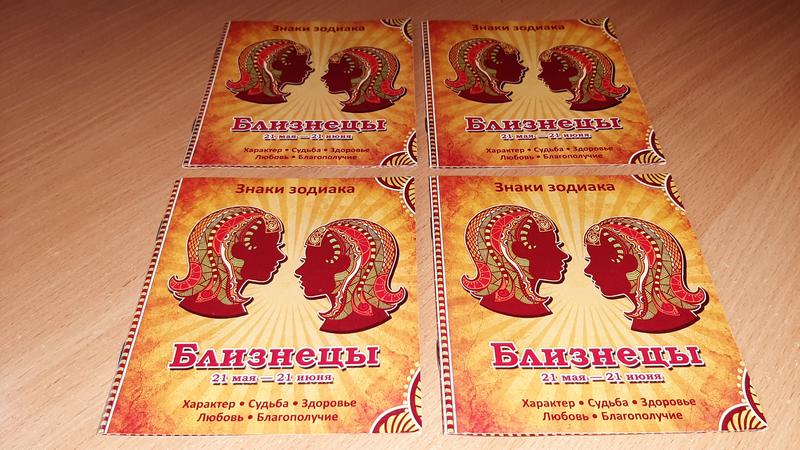 Знаки зодиака
Близнецы
21 мая — 21 июня
Характер • Судьба • Здоровье
Любовь • Благополучие
Знаки зодиака
Близнецы
21 мая — 21 июня
Характер • Судьба • Здоровье
Любовь • Благополучие
Знаки зодиака
Близнецы
21 мая — 21 июня
Характер • Судьба • Здоровье
Любовь • Благополучие
Знаки зодиака
Близнецы
21 мая — 21 июня
Характер • Судьба • Здоровье
Любовь • Благополучие